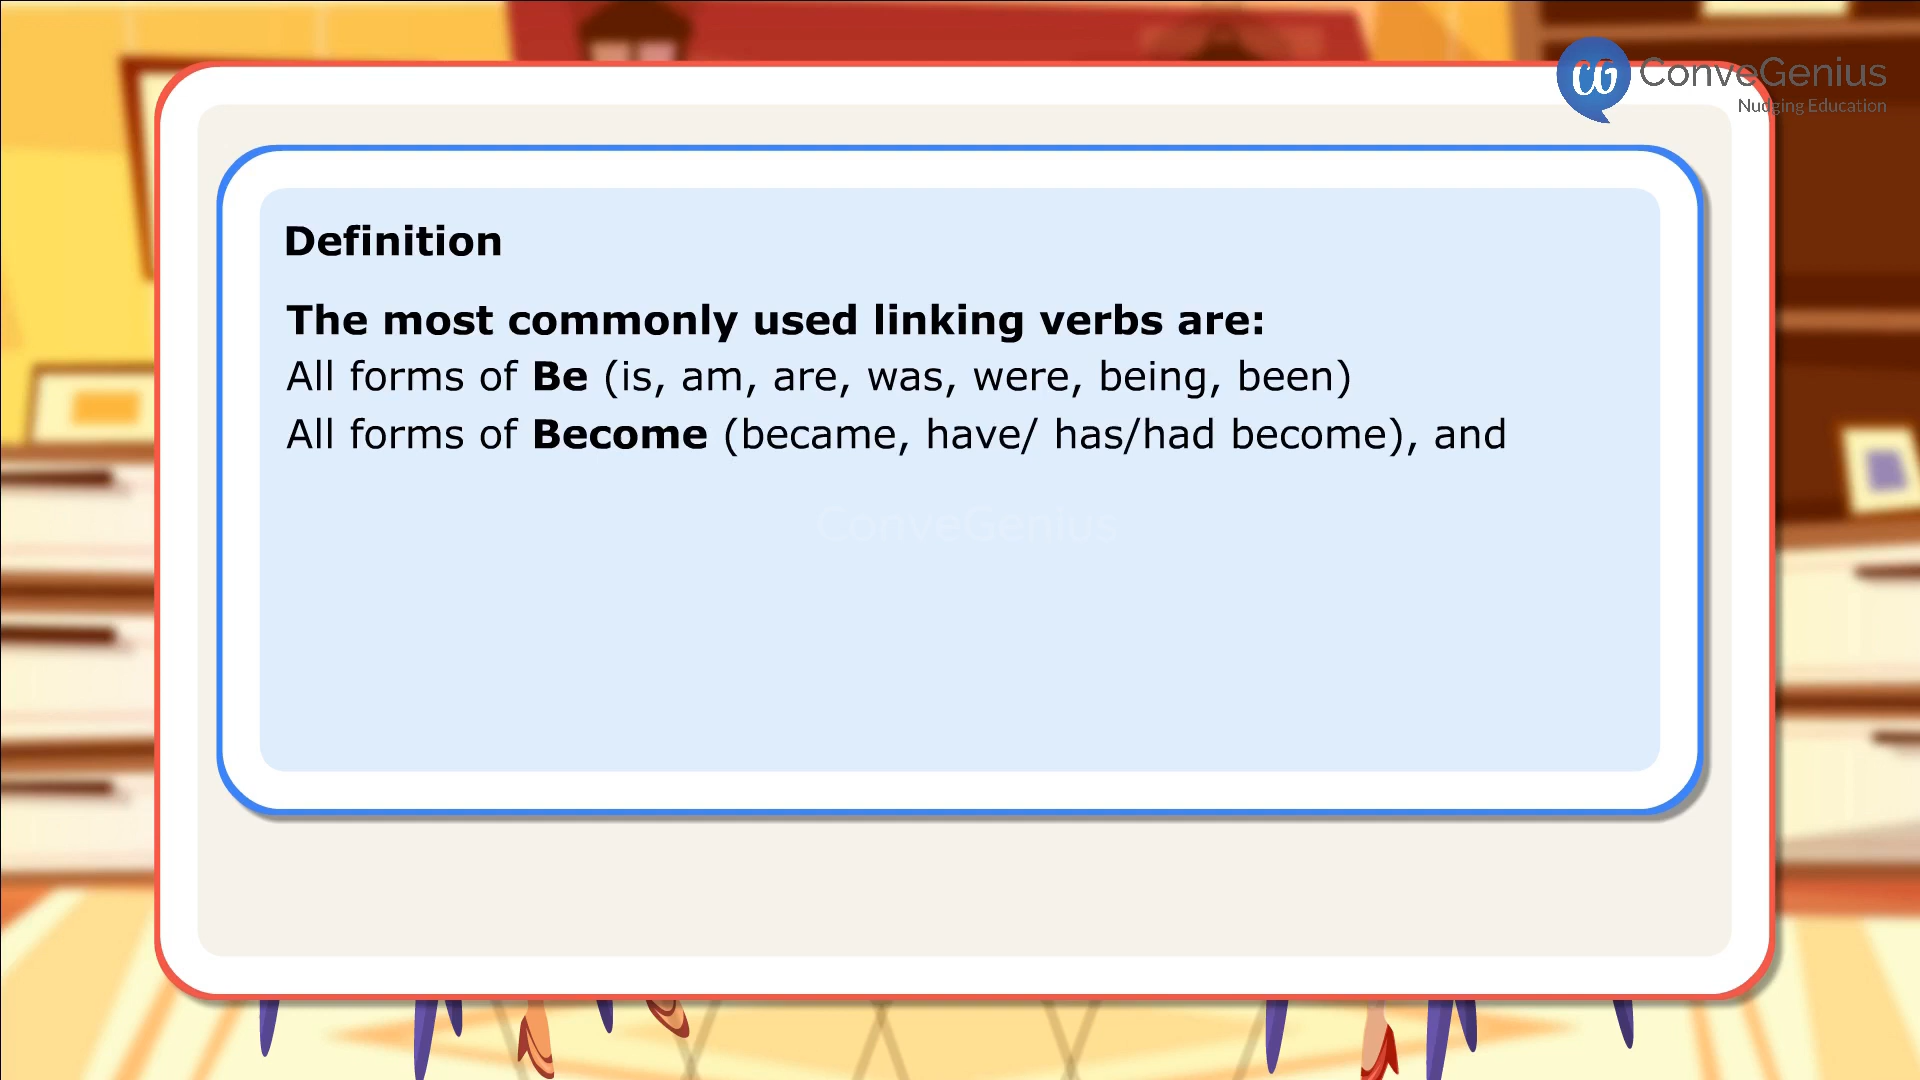 ConveGenius
Nudging Education
Definition
The most commonly used linking verbs are:
All forms of Be (is, am, are, was, were, being, been)
All forms of Become (became, have/ has/had become), and
ConveGenius